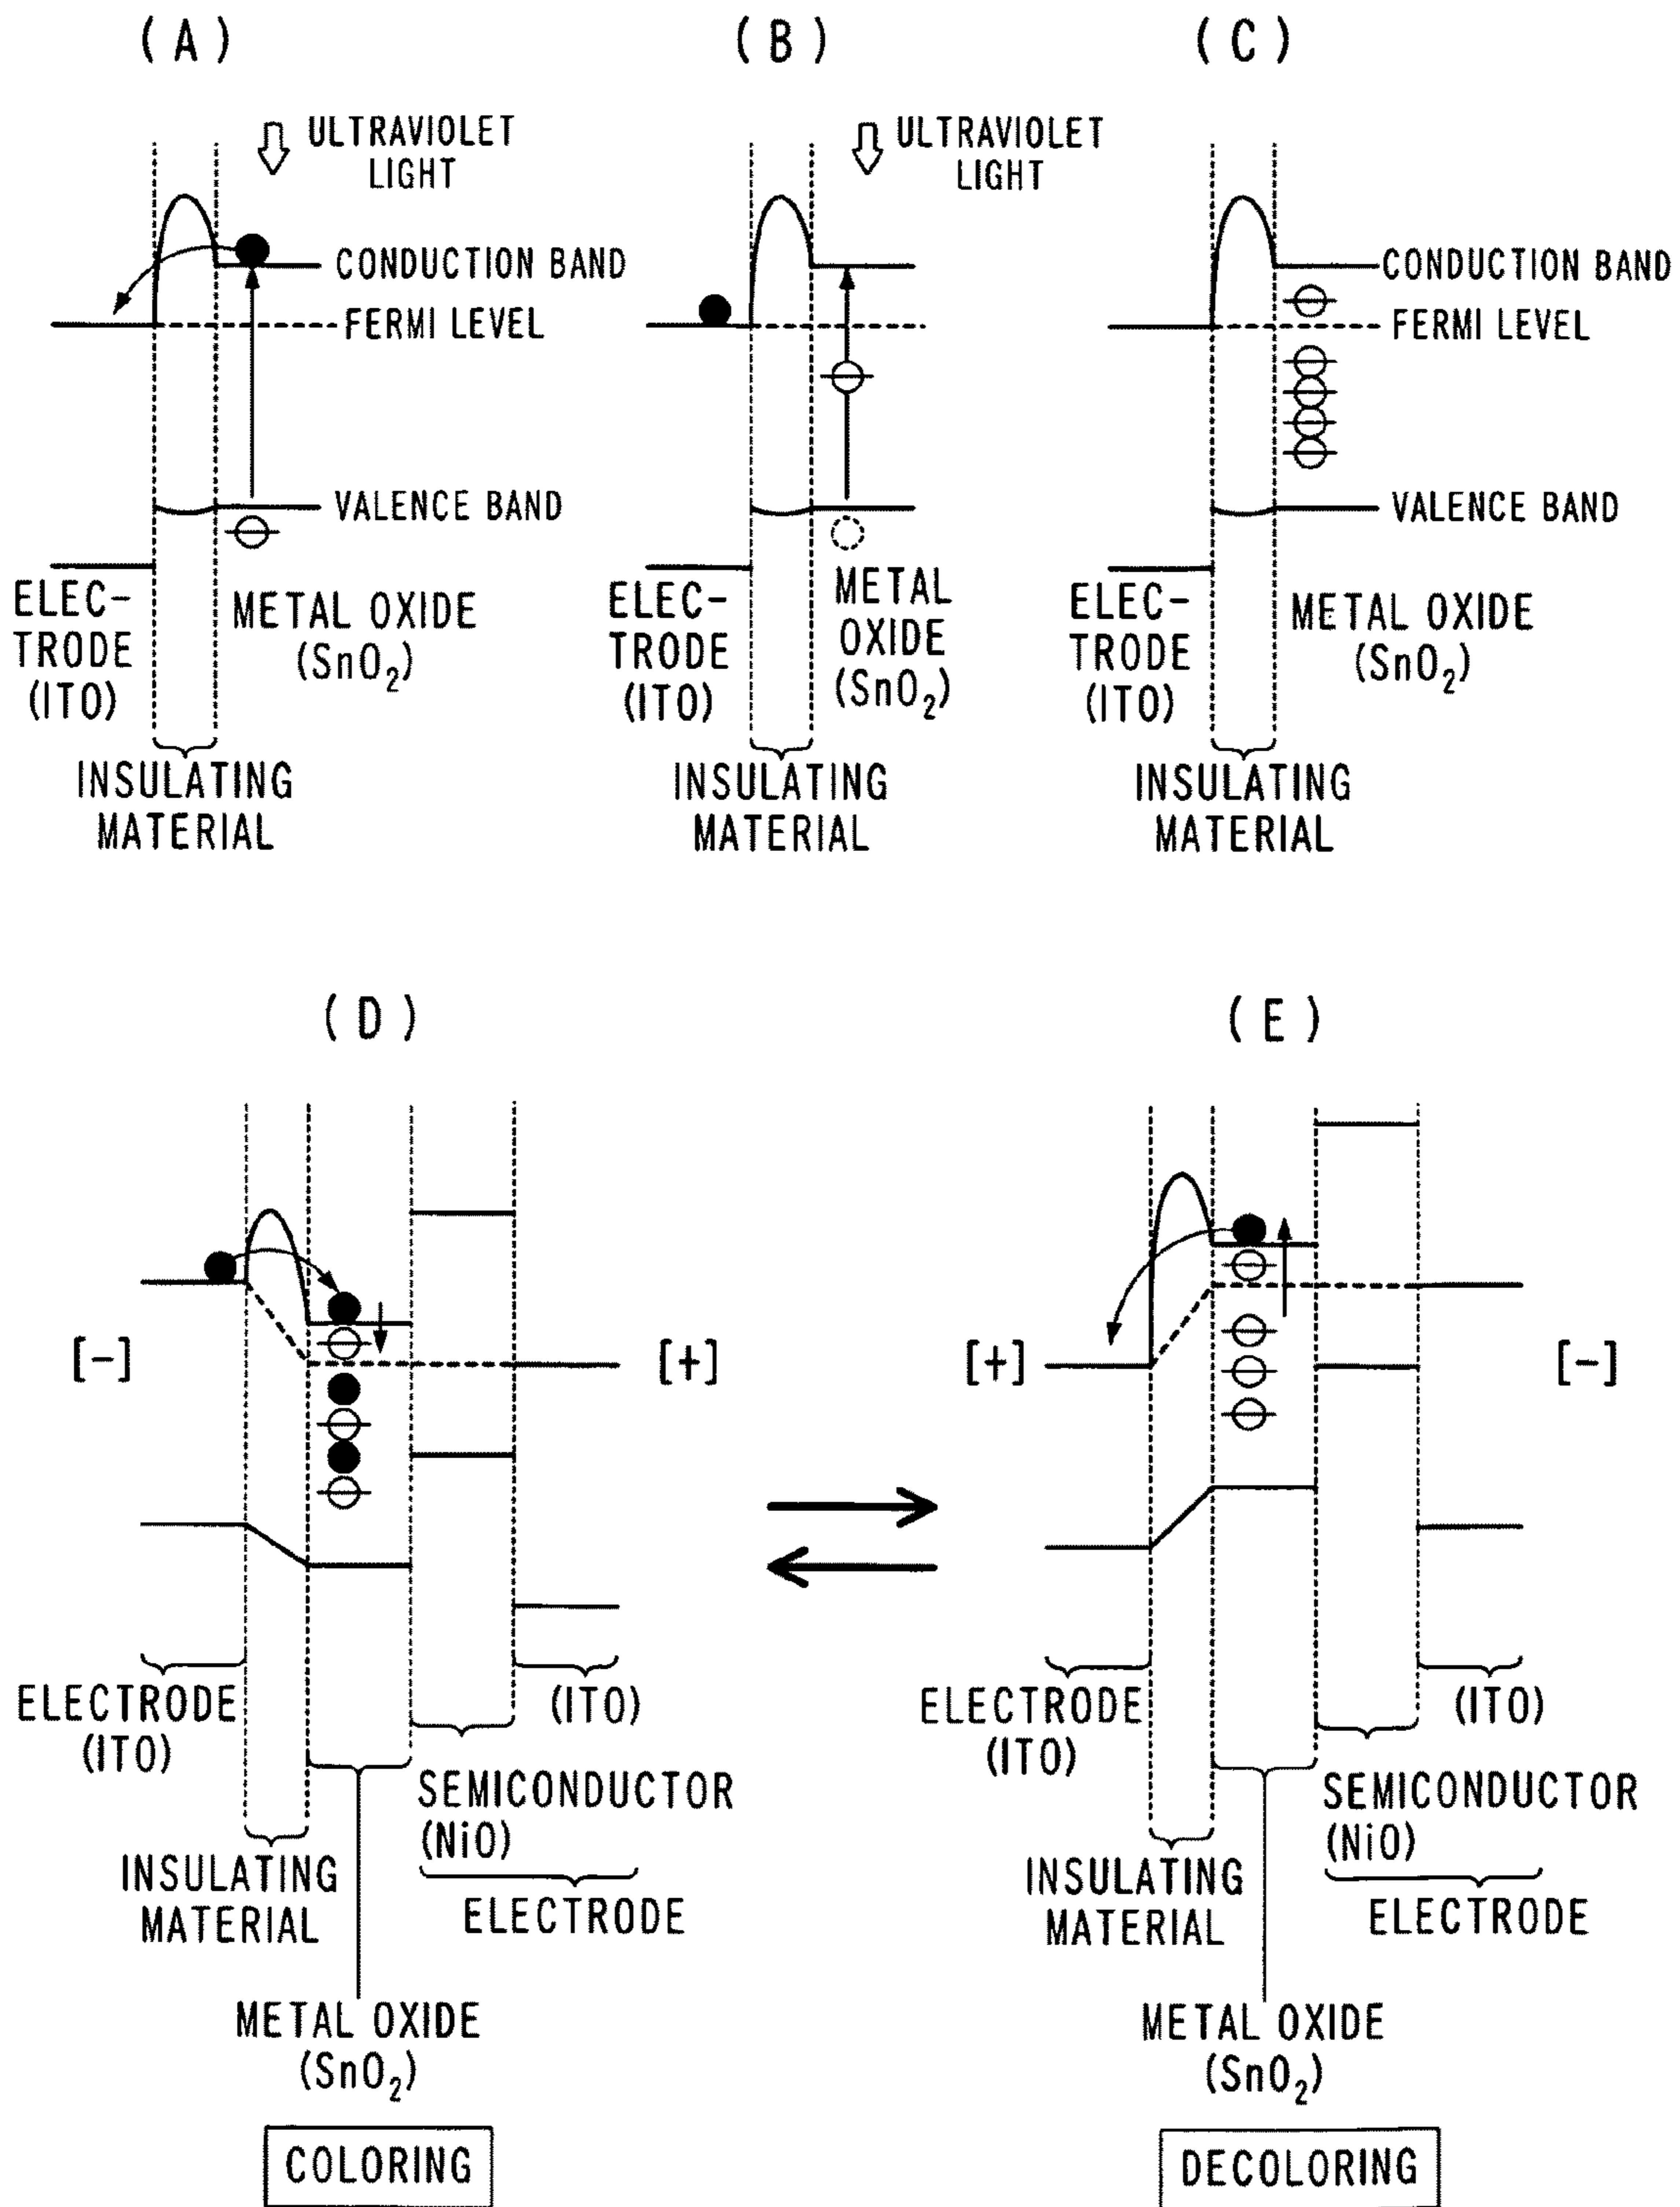 (A)
ULTRAVIOLET
LIGHT
CONDUCTION BAND
FERMI LEVEL
VALENCE BAND
ELEC-
TRODE
(ITO)
METAL OXIDE
(SnO₂)
INSULATING
MATERIAL
(B)
ULTRAVIOLET
LIGHT
ELEC-
TRODE
(ITO)
METAL
OXIDE
(SnO₂)
INSULATING
MATERIAL
(C)
CONDUCTION BAND
FERMI LEVEL
VALENCE BAND
ELEC-
TRODE
(ITO)
METAL OXIDE
(SnO₂)
INSULATING
MATERIAL
(D)
[-]
[+]
ELECTRODE
(ITO)
(ITO)
SEMICONDUCTOR
(NiO)
ELECTRODE
INSULATING
MATERIAL
METAL OXIDE
(SnO₂)
COLORING
(E)
[+]
[-]
ELECTRODE
(ITO)
(ITO)
SEMICONDUCTOR
(NiO)
ELECTRODE
INSULATING
MATERIAL
METAL OXIDE
(SnO₂)
DECOLORING